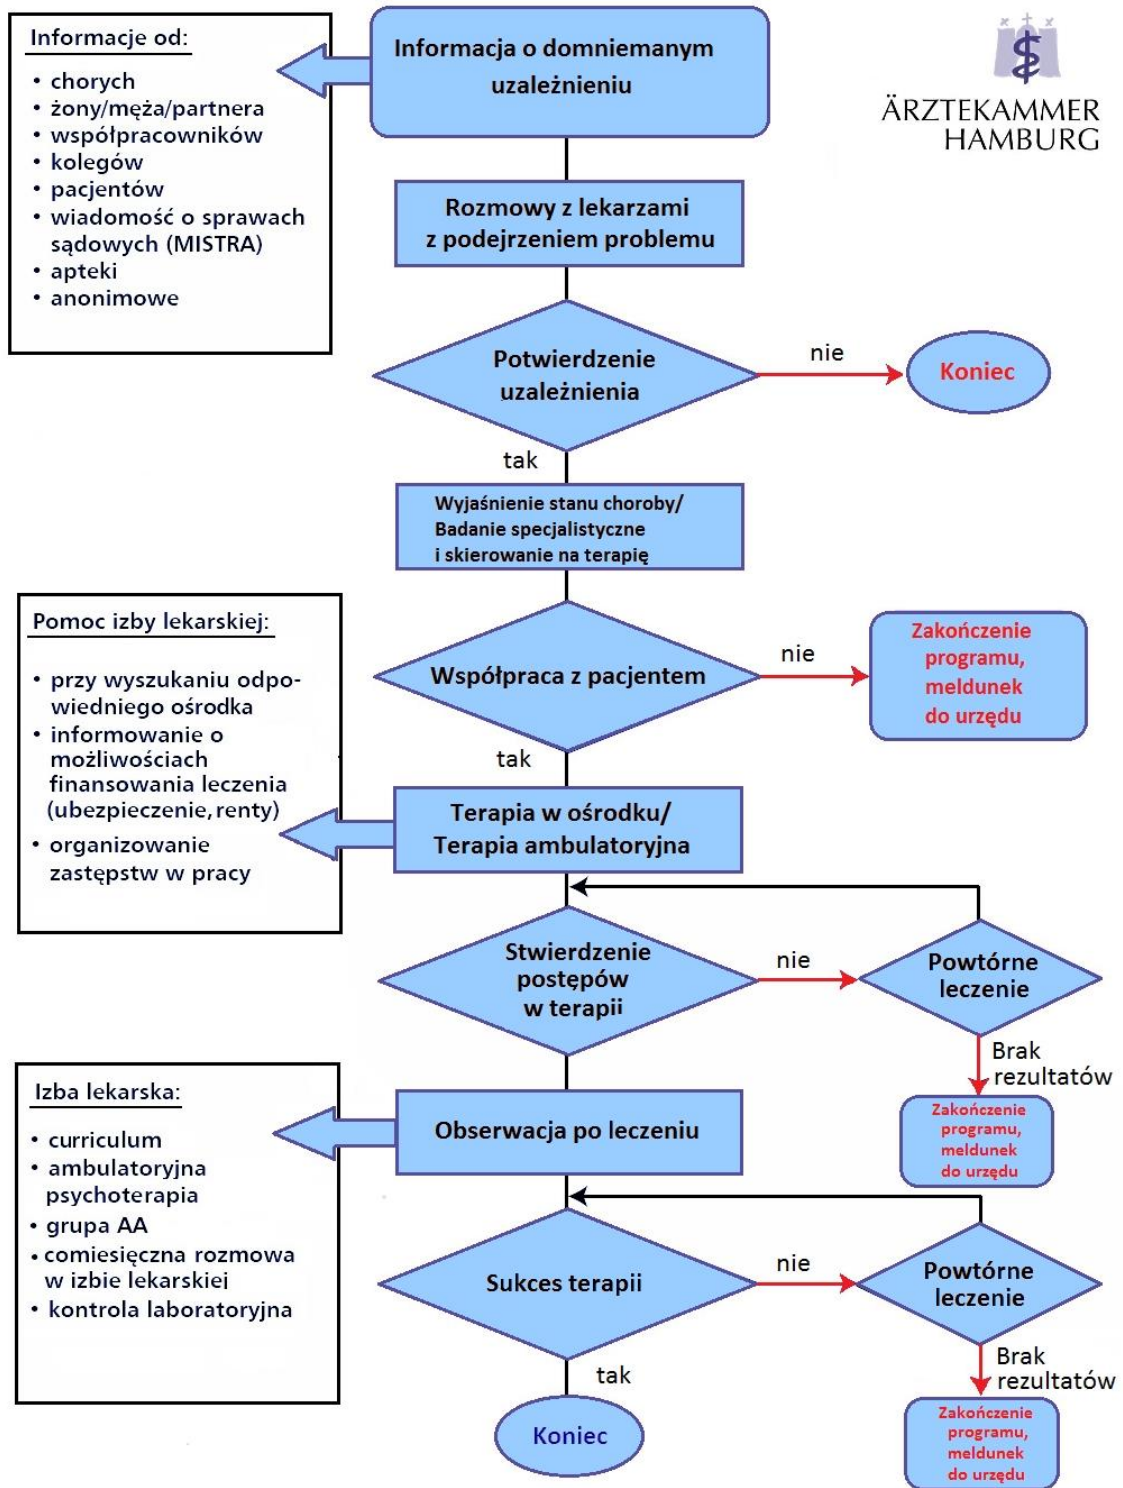 Informacje od:
• chorych
• żony/męża/partnera
• współpracowników
• kolegów
• pacjentów
• wiadomość o sprawach
sądowych (MISTRA)
• apteki
• anonimowe
Informacja o domniemanym
uzależnieniu
ÄRZTEKAMMER
HAMBURG
Rozmowy z lekarzami
z podejrzeniem problemu
Potwierdzenie
uzależnienia
nie
Koniec
tak
Wyjaśnienie stanu choroby/
Badanie specjalistyczne
i skierowanie na terapię
Pomoc izby lekarskiej:
• przy wyszukaniu odpo-
wiedniego ośrodka
• informowanie o
możliwościach
finansowania leczenia
(ubezpieczenie, renty)
• organizowanie
zastępstw w pracy
Współpraca z pacjentem
nie
Zakończenie
programu,
meldunek
do urzędu
tak
Terapia w ośrodku/
Terapia ambulatoryjna
Stwierdzenie
postępów
w terapii
nie
Powtórne
leczenie
Brak
rezultatów
Zakończenie
programu,
meldunek
do urzędu
Izba lekarska:
• curriculum
• ambulatoryjna
psychoterapia
• grupa AA
• comiesięczna rozmowa
w izbie lekarskiej
• kontrola laboratoryjna
Obserwacja po leczeniu
Sukces terapii
nie
Powtórne
leczenie
Brak
rezultatów
Zakończenie
programu,
meldunek
do urzędu
tak
Koniec